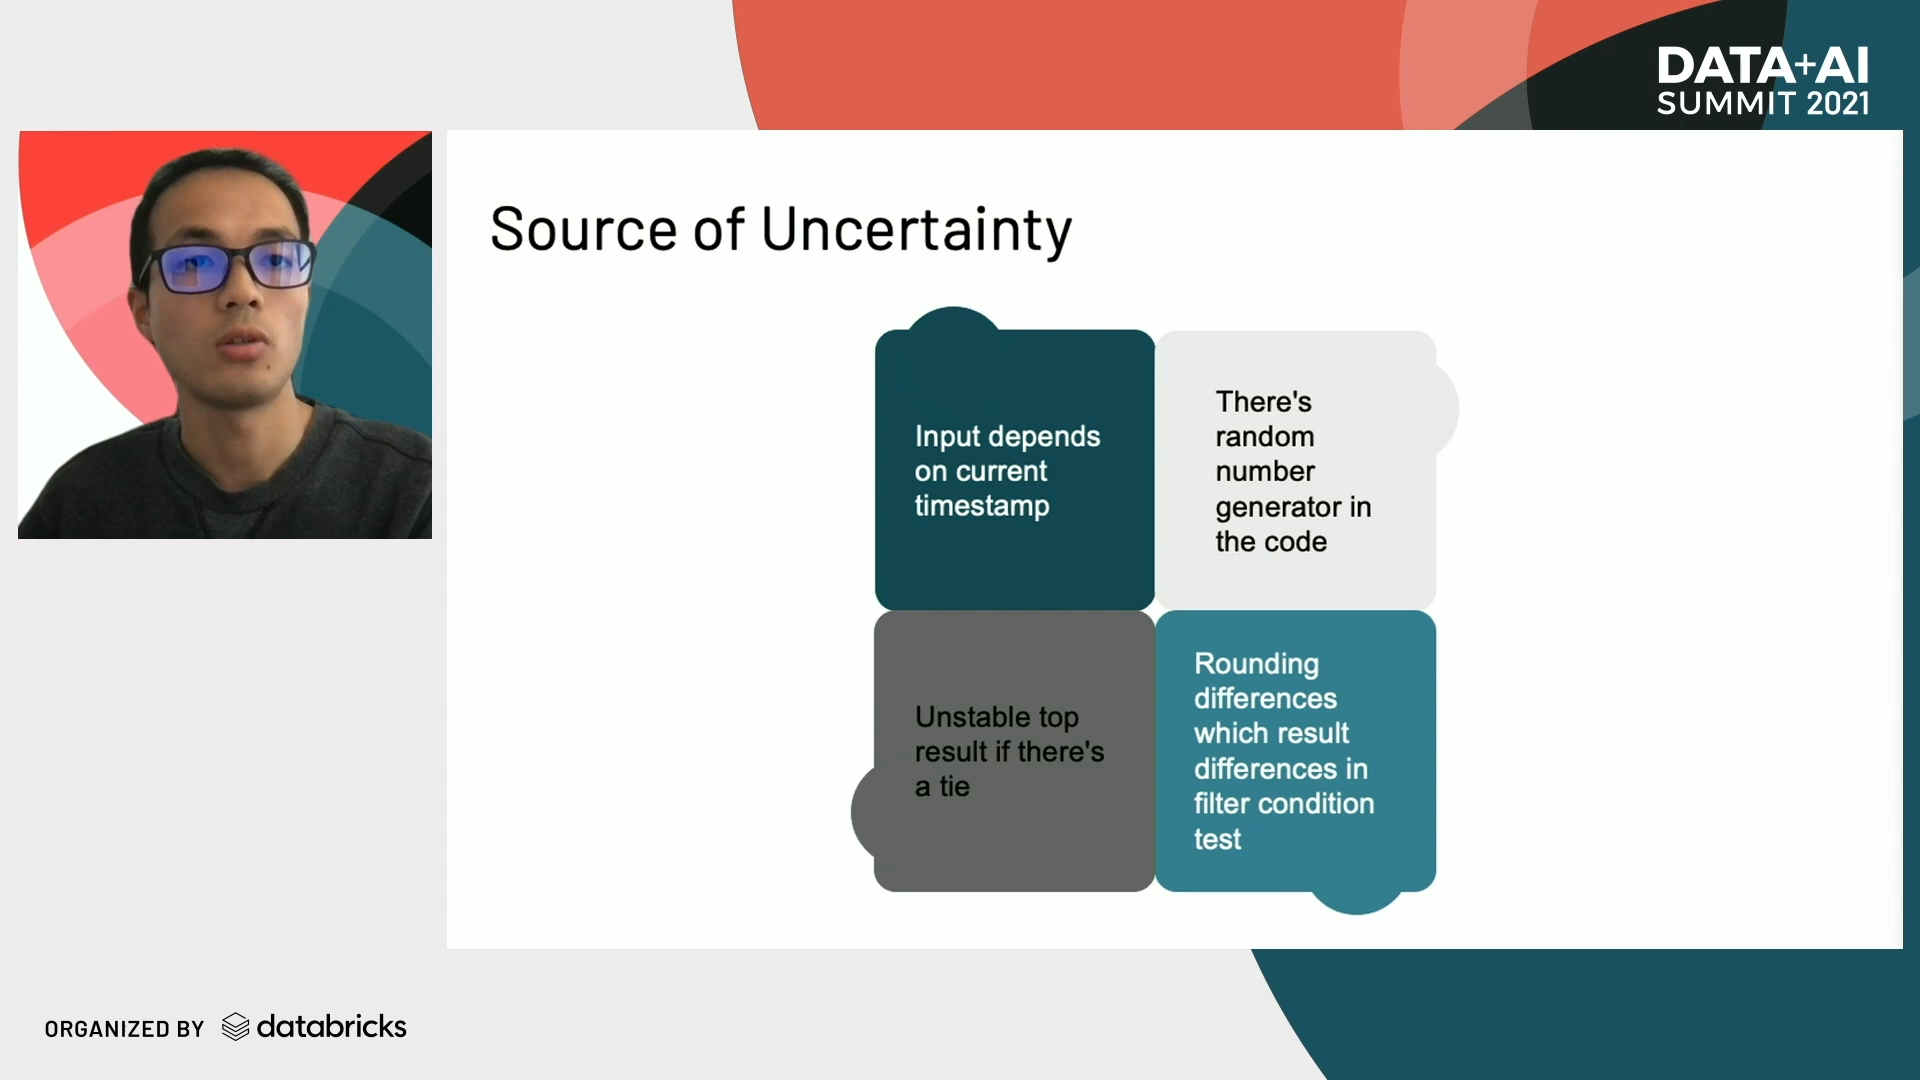 DATA+AI
SUMMIT 2021
Source of Uncertainty
Input depends
on current
timestamp
There's
random
number
generator in
the code
Unstable top
result if there's
a tie
Rounding
differences
which result
differences in
filter condition
test
ORGANIZED BY databricks